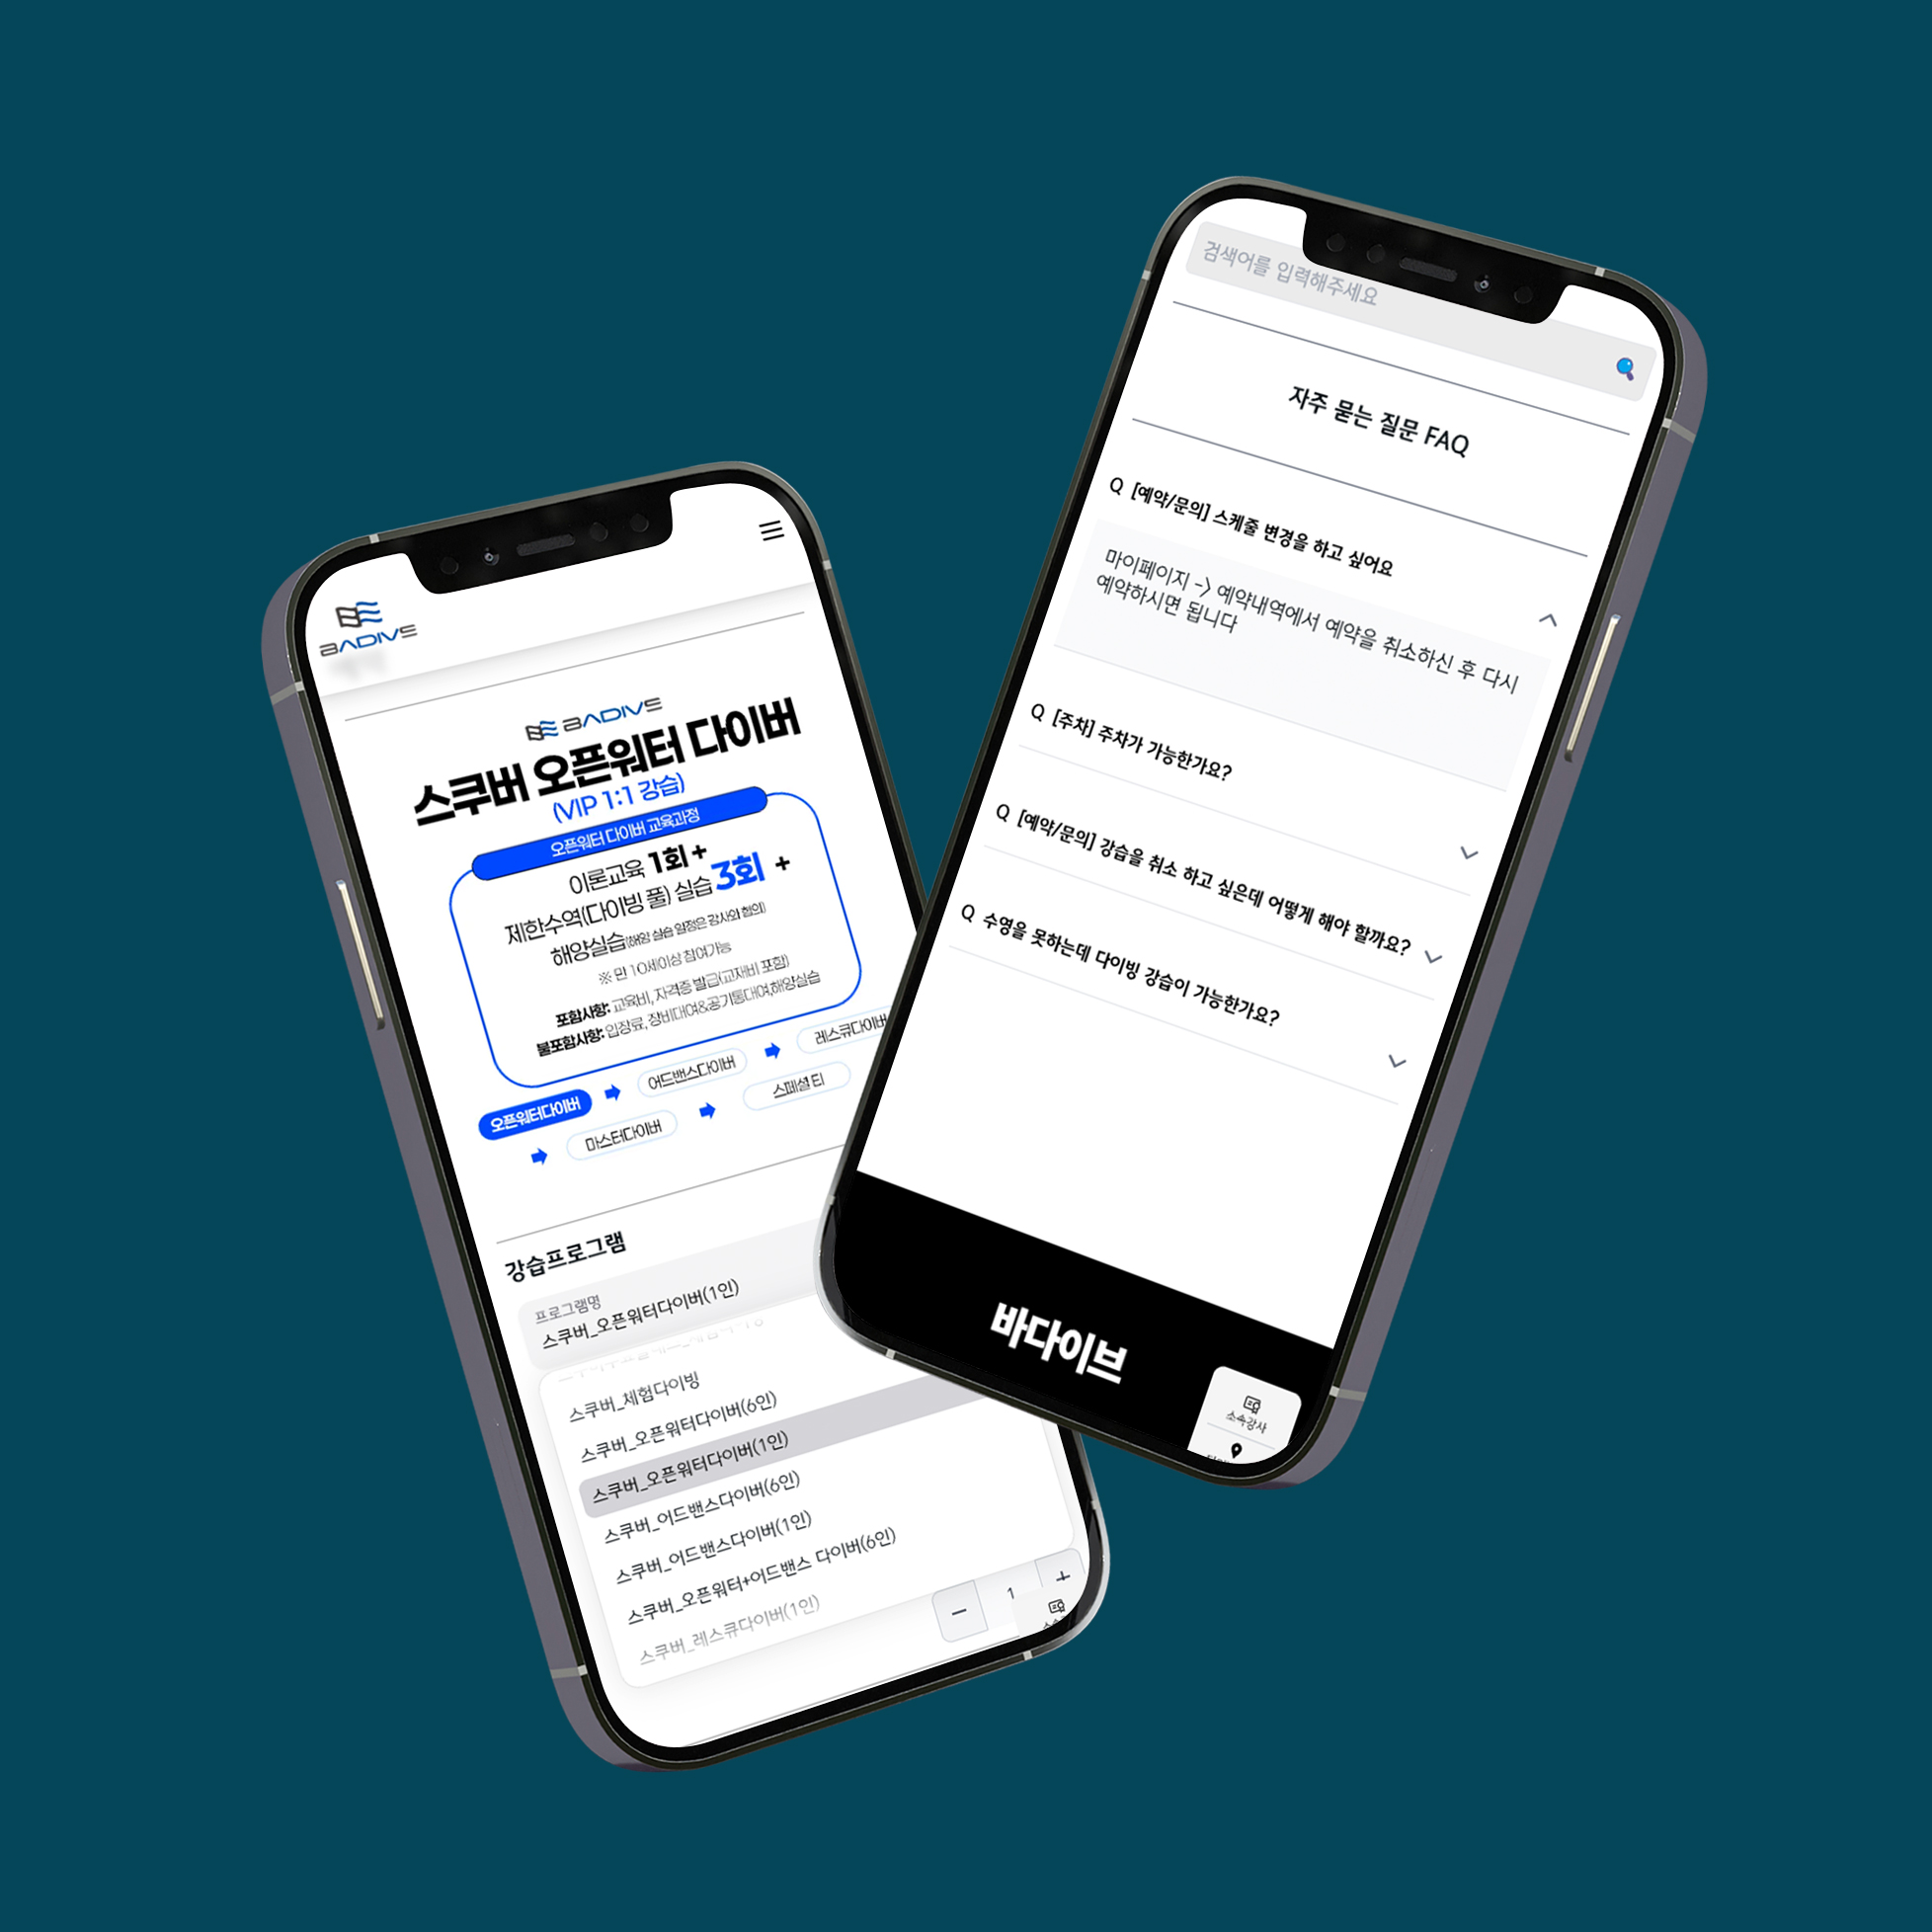 BADIVE
BADIVE
스쿠버 오픈워터 다이버
(VIP 1:1 강습)
오픈워터 다이버 교육과정
이론교육 1회 +
제한수역(다이빙 풀) 실습 3회 +
해양실습(해양 실습 일정은 강사와 협의)
※ 만 10세이상 참여가능
포함사항: 교육비, 자격증 발급(교재비 포함)
불포함사항: 입장료, 장비대여&공기통대여,해양실습
오픈워터다이버
어드밴스다이버
레스큐다이버
마스터다이버
스페셜티
강습프로그램
프로그램명
스쿠버_오픈워터다이버(1인)
스쿠버_체험다이빙
스쿠버_오픈워터다이버(6인)
스쿠버_오픈워터다이버(1인)
스쿠버_어드밴스다이버(6인)
스쿠버_어드밴스다이버(1인)
스쿠버_오픈워터+어드밴스 다이버(6인)
스쿠버_레스큐다이버(1인)
− 1 +
검색어를 입력해주세요
자주 묻는 질문 FAQ
Q [예약/문의] 스케줄 변경을 하고 싶어요
마이페이지 -> 예약내역에서 예약을 취소하신 후 다시
예약하시면 됩니다
Q [주차] 주차가 가능한가요?
Q [예약/문의] 강습을 취소 하고 싶은데 어떻게 해야 할까요?
Q 수영을 못하는데 다이빙 강습이 가능한가요?
바다이브
소속강사